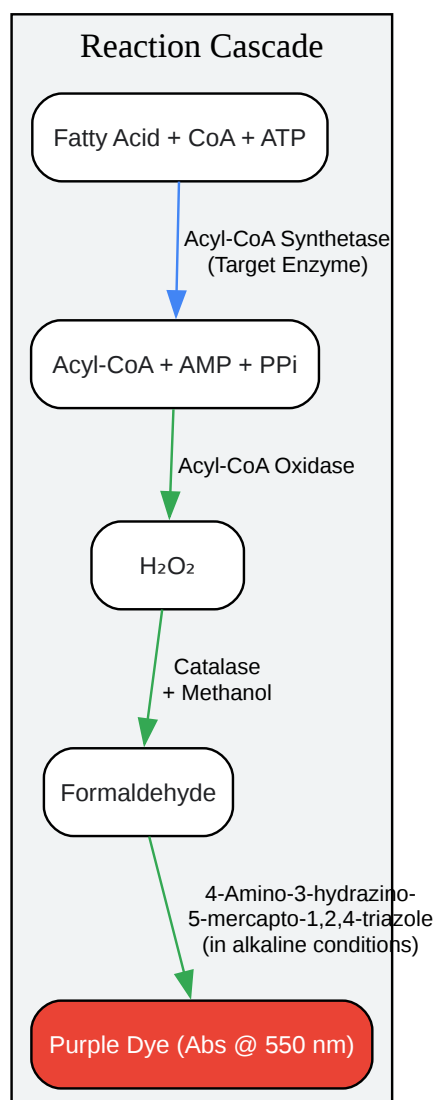 Reaction Cascade
Fatty Acid + CoA + ATP
Acyl-CoA Synthetase
(Target Enzyme)
Acyl-CoA + AMP + PPi
Acyl-CoA Oxidase
H₂O₂
Catalase
+ Methanol
Formaldehyde
4-Amino-3-hydrazino-
5-mercapto-1,2,4-triazole
(in alkaline conditions)
Purple Dye (Abs @ 550 nm)